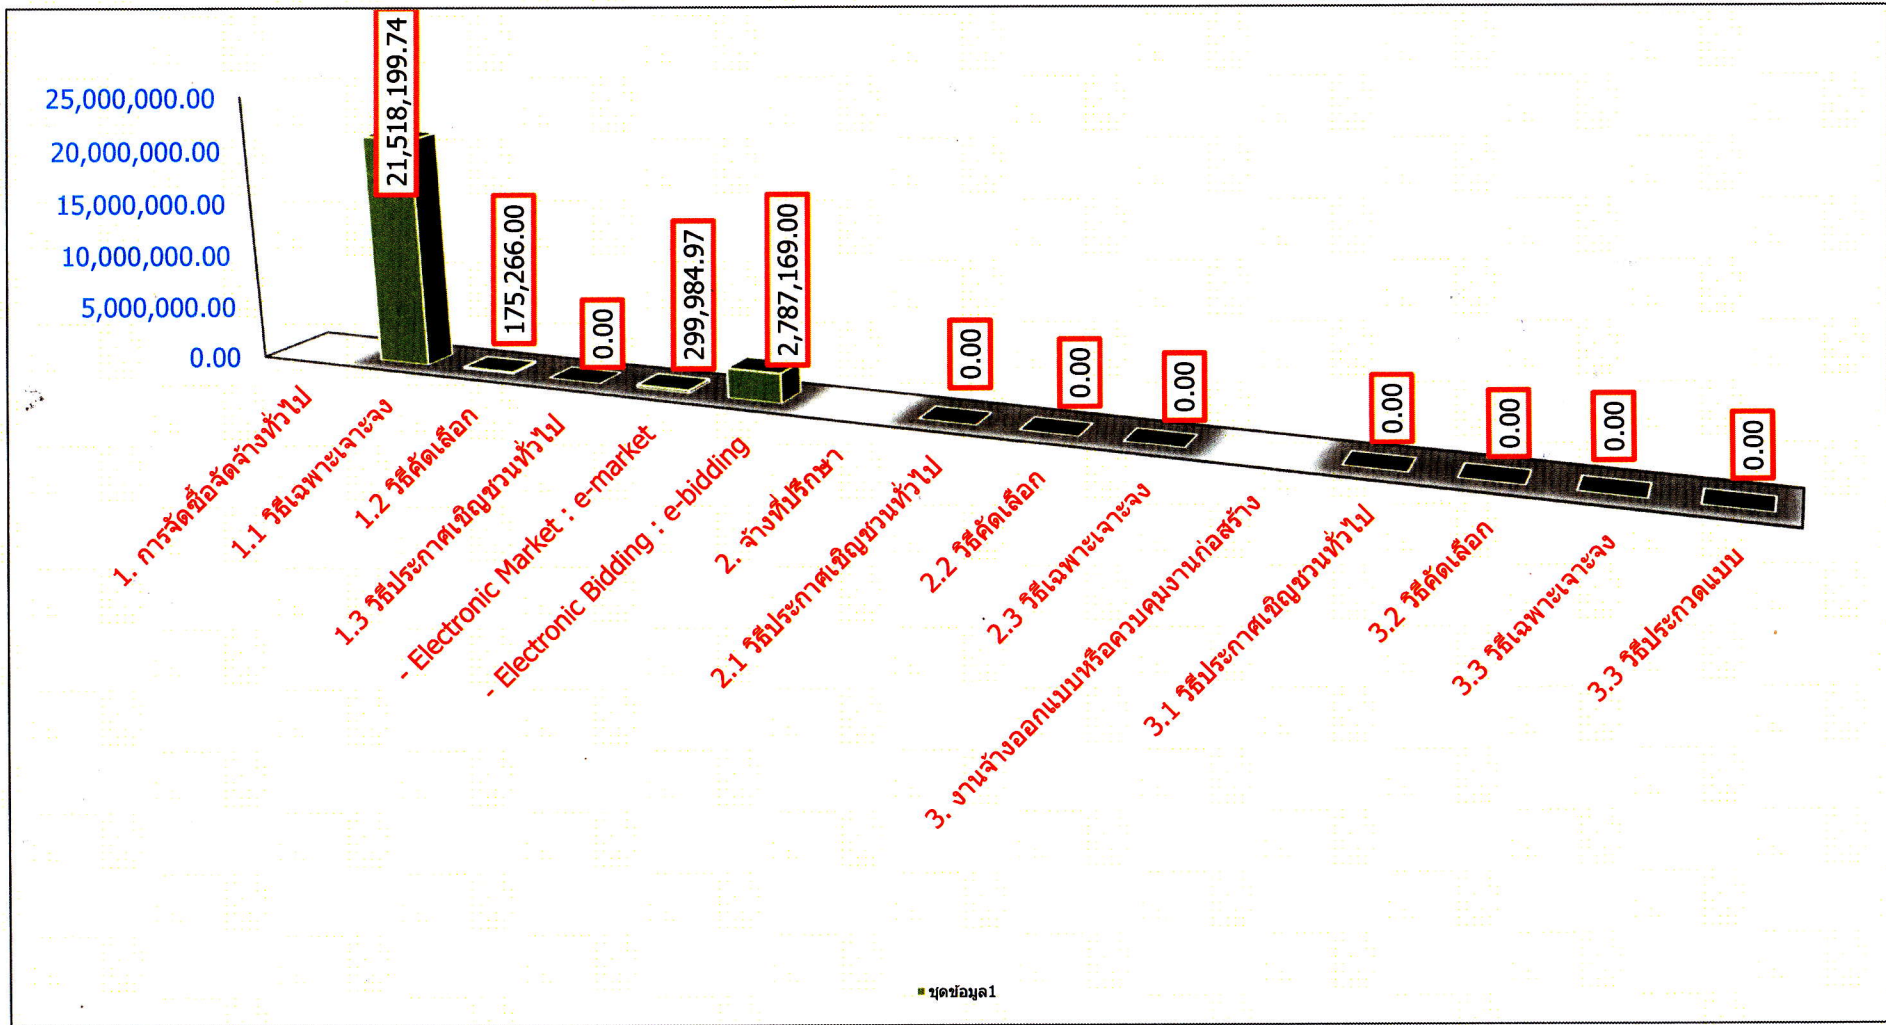 25,000,000.00
20,000,000.00
15,000,000.00
10,000,000.00
5,000,000.00
0.00
21,518,199.74
175,266.00
0.00
299,984.97
2,787,169.00
0.00
0.00
0.00
0.00
0.00
0.00
0.00
1. การจัดซื้อจัดจ้างทั่วไป
1.1 วิธีเฉพาะเจาะจง
1.2 วิธีคัดเลือก
1.3 วิธีประกาศเชิญชวนทั่วไป
- Electronic Market : e-market
- Electronic Bidding : e-bidding
2. จ้างที่ปรึกษา
2.1 วิธีประกาศเชิญชวนทั่วไป
2.2 วิธีคัดเลือก
2.3 วิธีเฉพาะเจาะจง
3. งานจ้างออกแบบหรือควบคุมงานก่อสร้าง
3.1 วิธีประกาศเชิญชวนทั่วไป
3.2 วิธีคัดเลือก
3.3 วิธีเฉพาะเจาะจง
3.3 วิธีประกวดแบบ
ชุดข้อมูล1